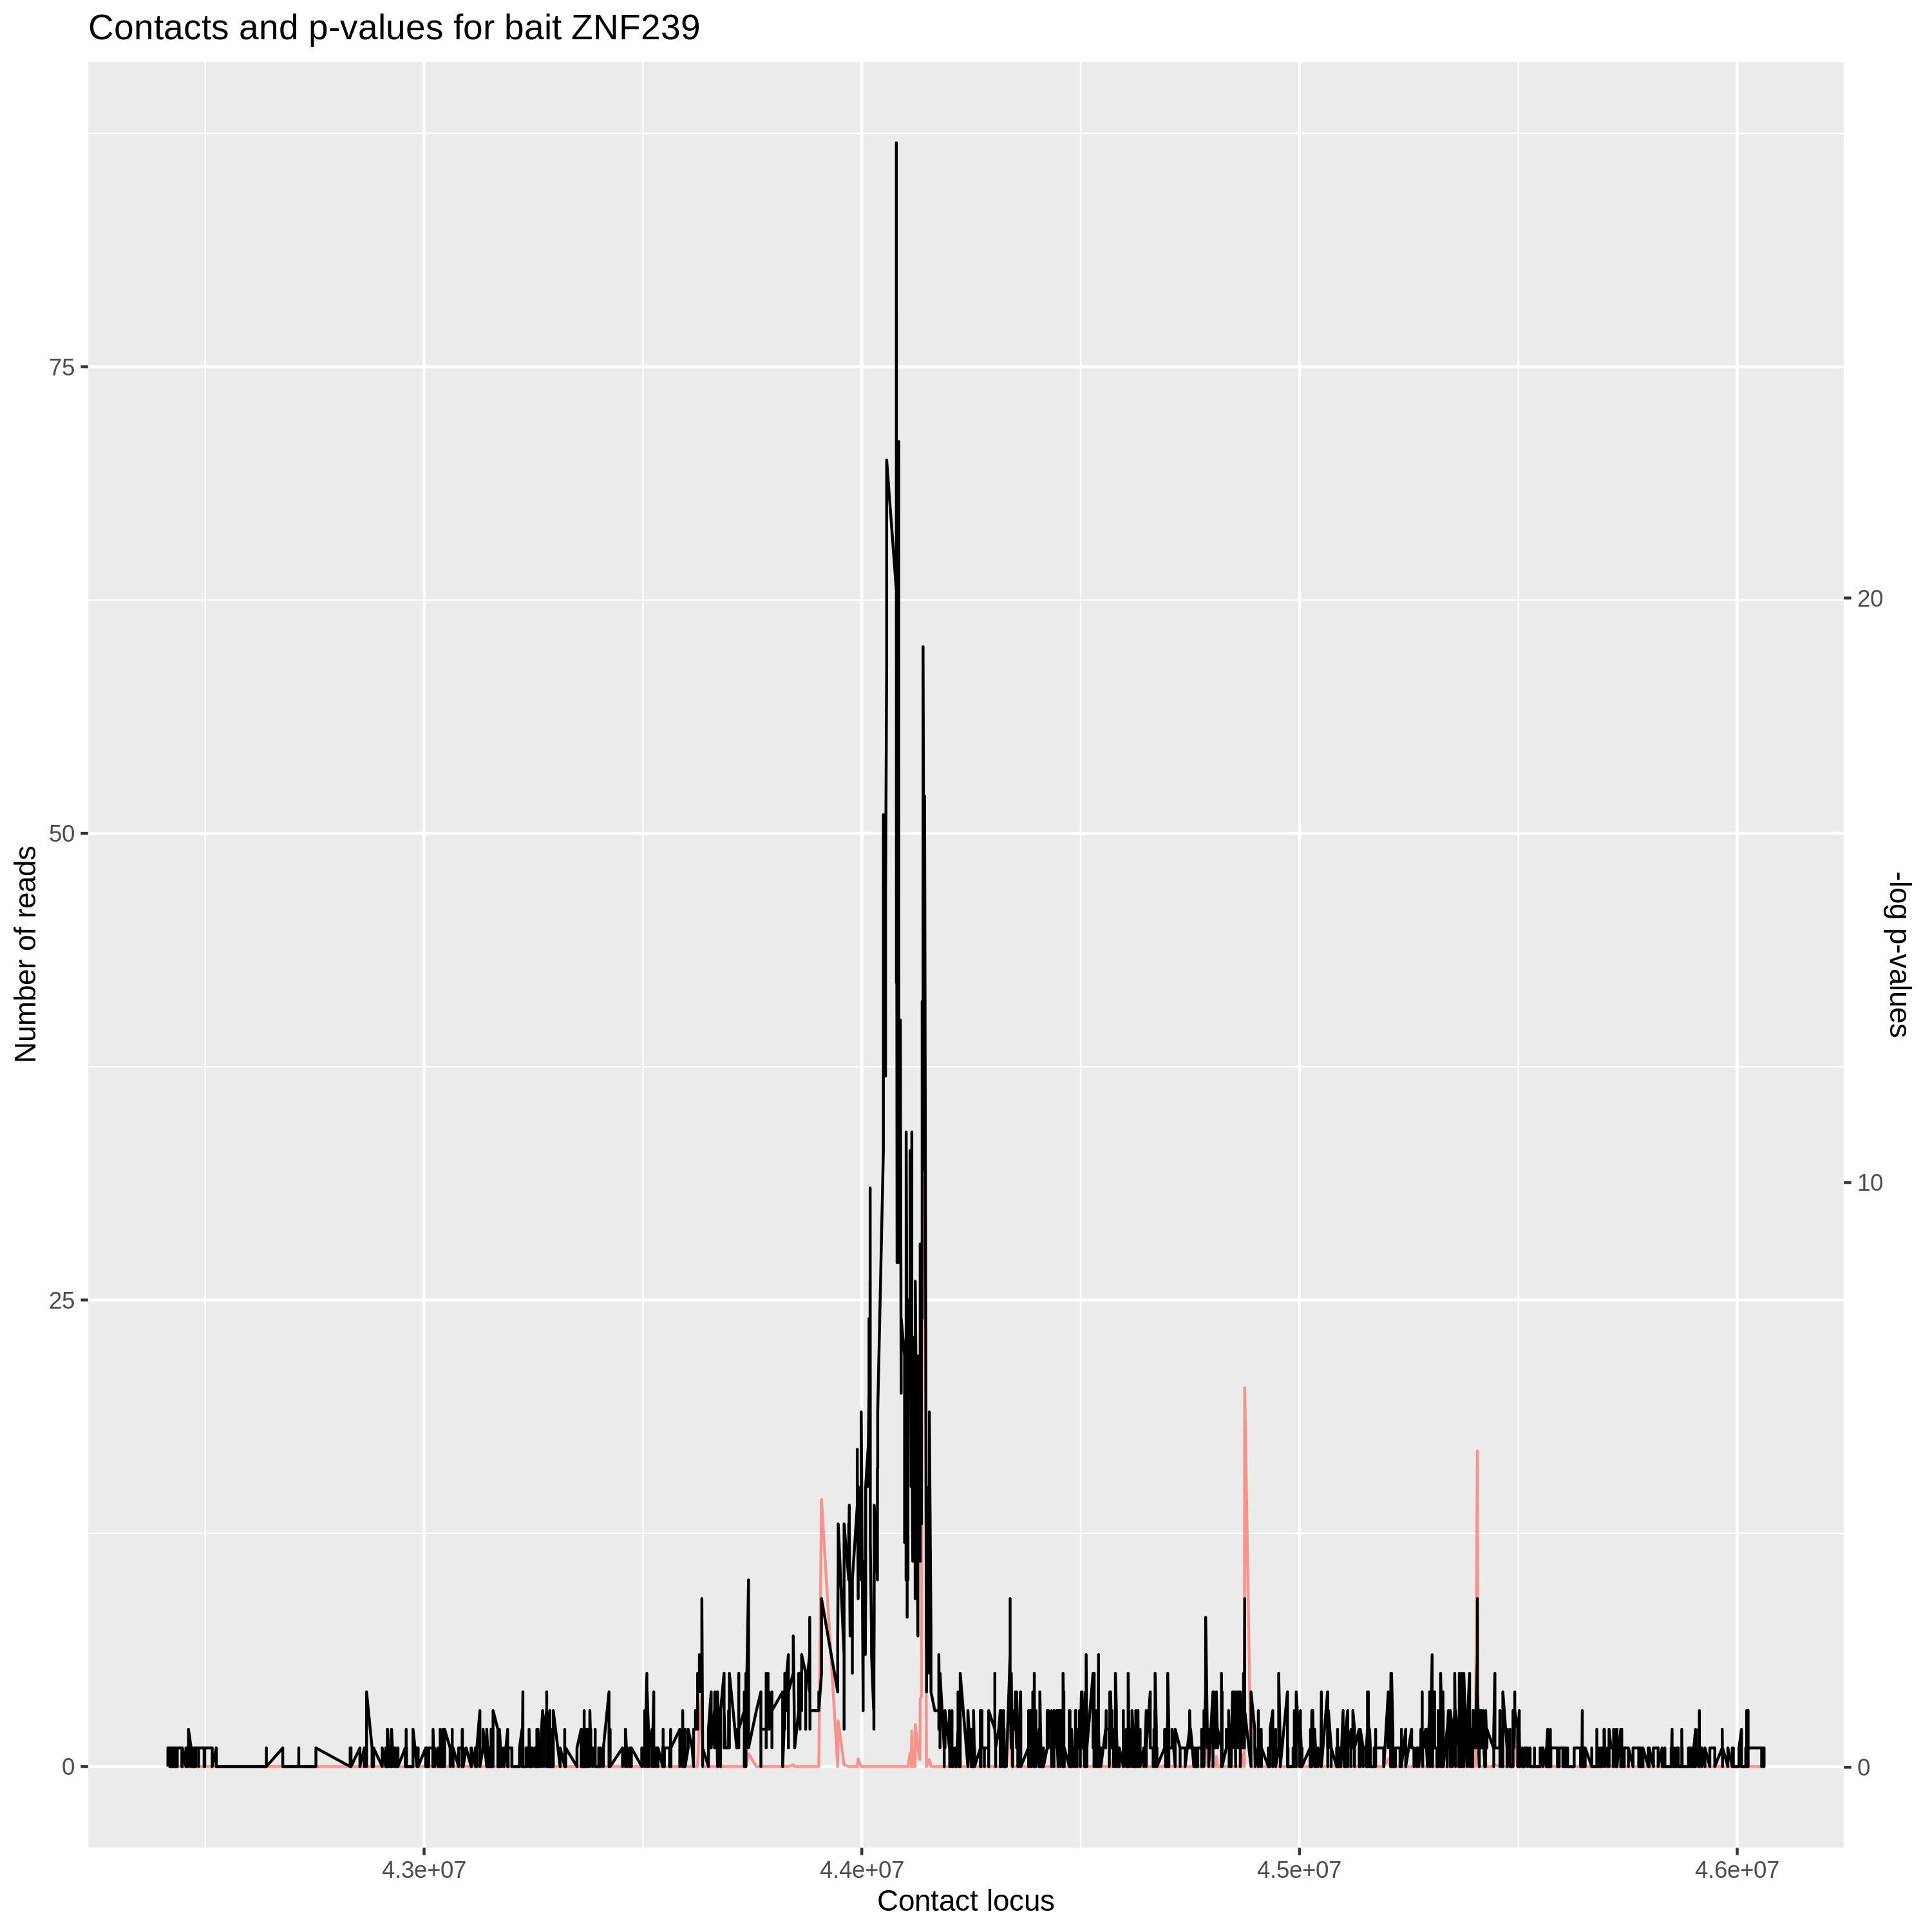 Contacts and p-values for bait ZNF239
Number of reads
75
50
25
0
20
10
0
-log p-values
4.3e+07
4.4e+07
4.5e+07
4.6e+07
Contact locus